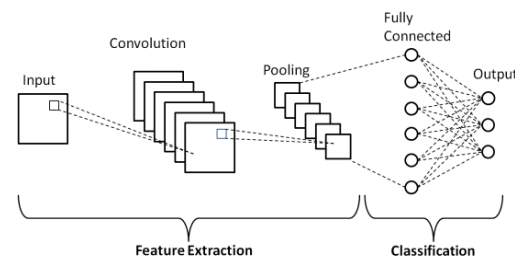 Input
Convolution
Pooling
Fully
Connected
Output
Feature Extraction
Classification